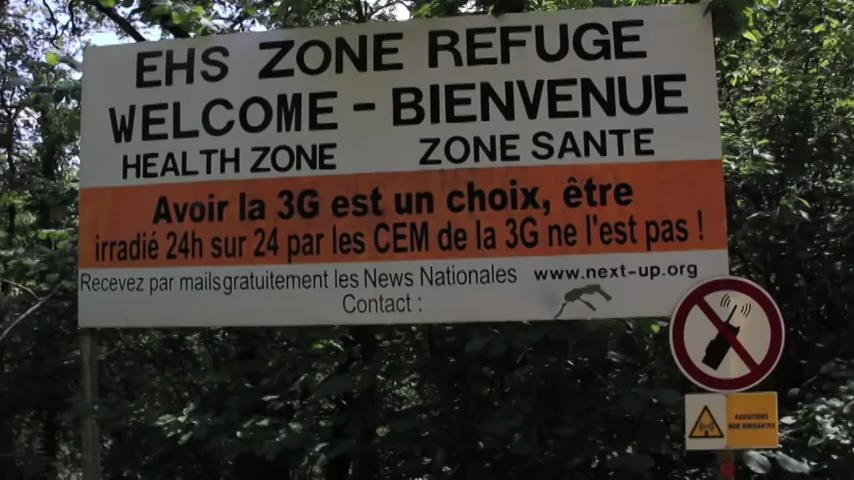 EHS ZONE REFUGE
WELCOME - BIENVENUE
HEALTH ZONE ZONE SANTE
Avoir la 3G est un choix, être
irradié 24h sur 24 par les CEM de la 3G ne l'est pas !
Recevez par mails gratuitement les News Nationales www.next-up.org
Contact :
RADIATIONS
NON IONISANTES